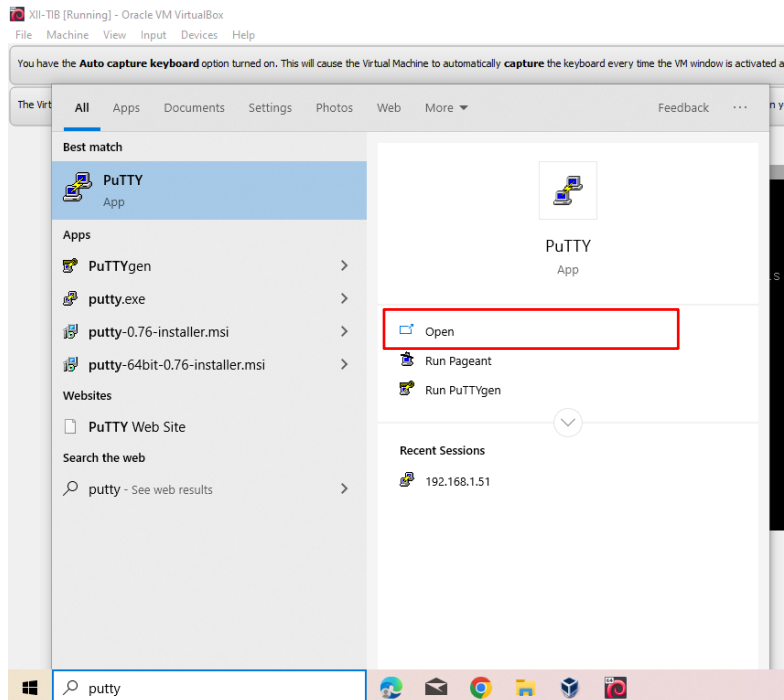 XII-TIB [Running] - Oracle VM VirtualBox
File Machine View Input Devices Help
You have the Auto capture keyboard option turned on. This will cause the Virtual Machine to automatically capture the keyboard every time the VM window is activated a
The Virt
All Apps Documents Settings Photos Web More Feedback ...
Best match
PuTTY
App
Apps
PuTTYgen
putty.exe
putty-0.76-installer.msi
putty-64bit-0.76-installer.msi
Websites
PuTTY Web Site
Search the web
putty - See web results
PuTTY
App
Open
Run Pageant
Run PuTTYgen
Recent Sessions
192.168.1.51
putty